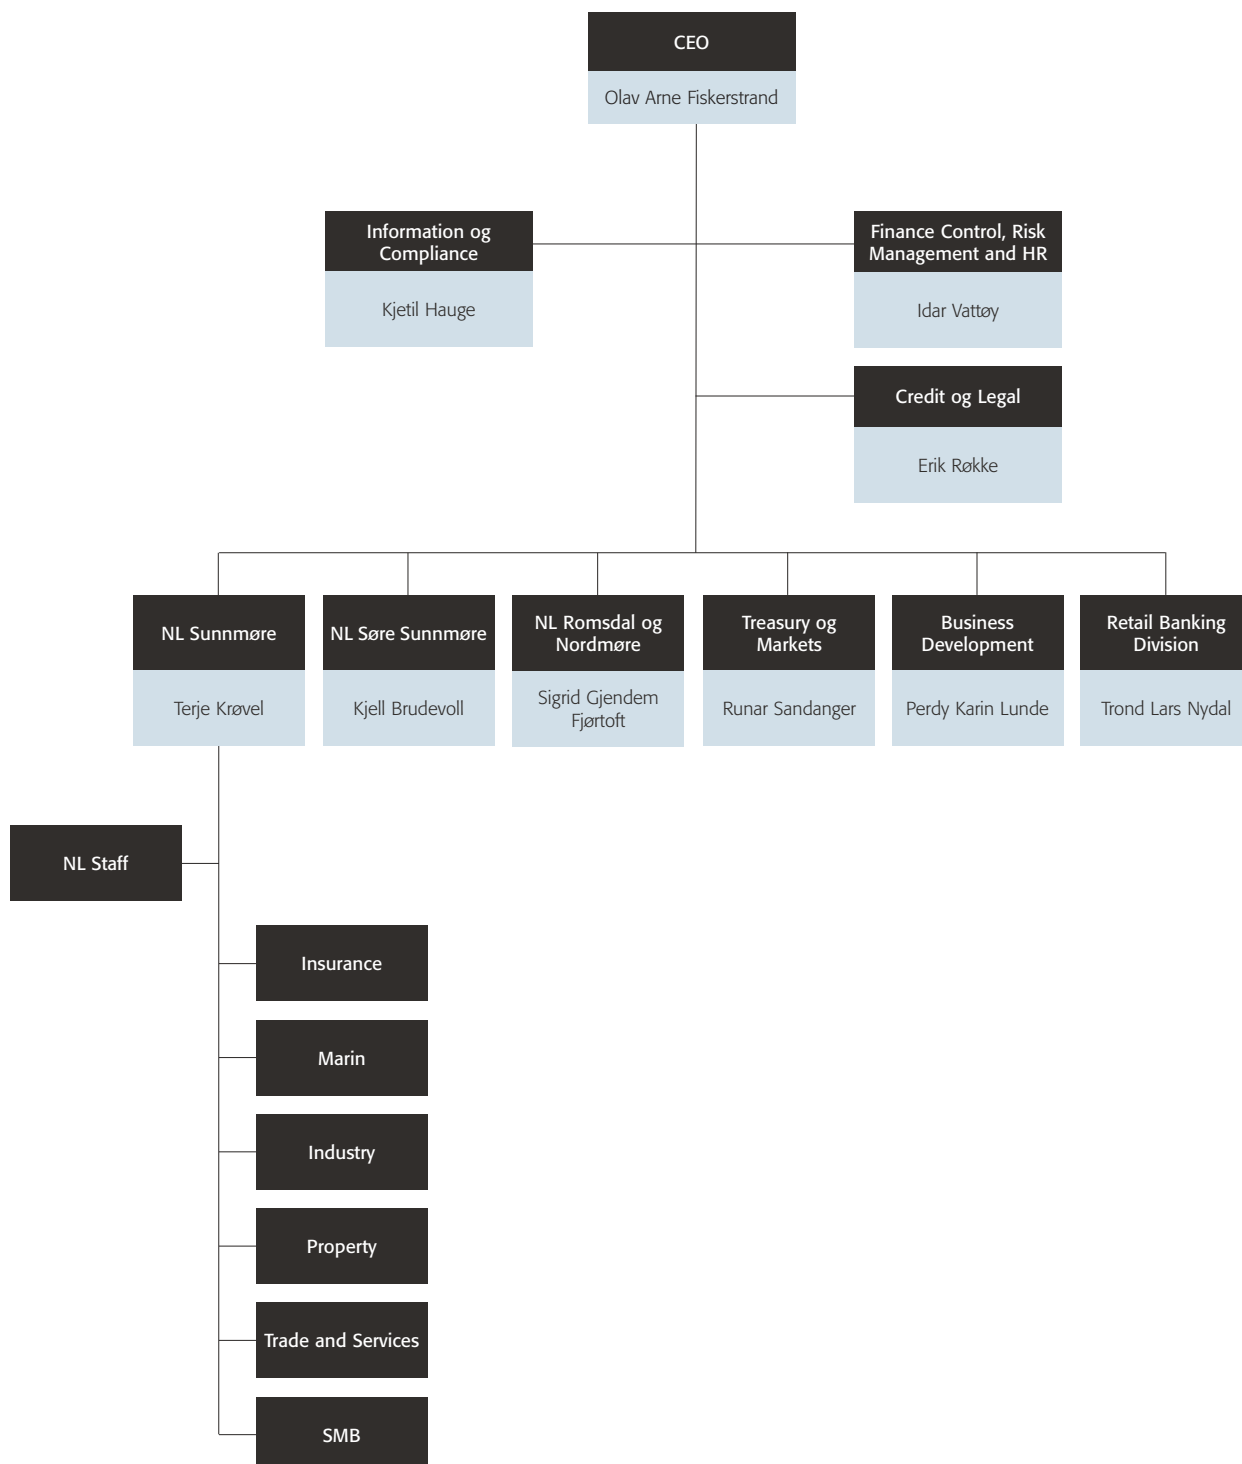 CEO
Olav Arne Fiskerstrand
Information og
Compliance
Kjetil Hauge
Finance Control, Risk
Management and HR
Idar Vattøy
Credit og Legal
Erik Røkke
NL Sunnmøre
Terje Krøvel
NL Søre Sunnmøre
Kjell Brudevoll
NL Romsdal og
Nordmøre
Sigrid Gjendem
Fjørtoft
Treasury og
Markets
Runar Sandanger
Business
Development
Perdy Karin Lunde
Retail Banking
Division
Trond Lars Nydal
NL Staff
Insurance
Marin
Industry
Property
Trade and Services
SMB